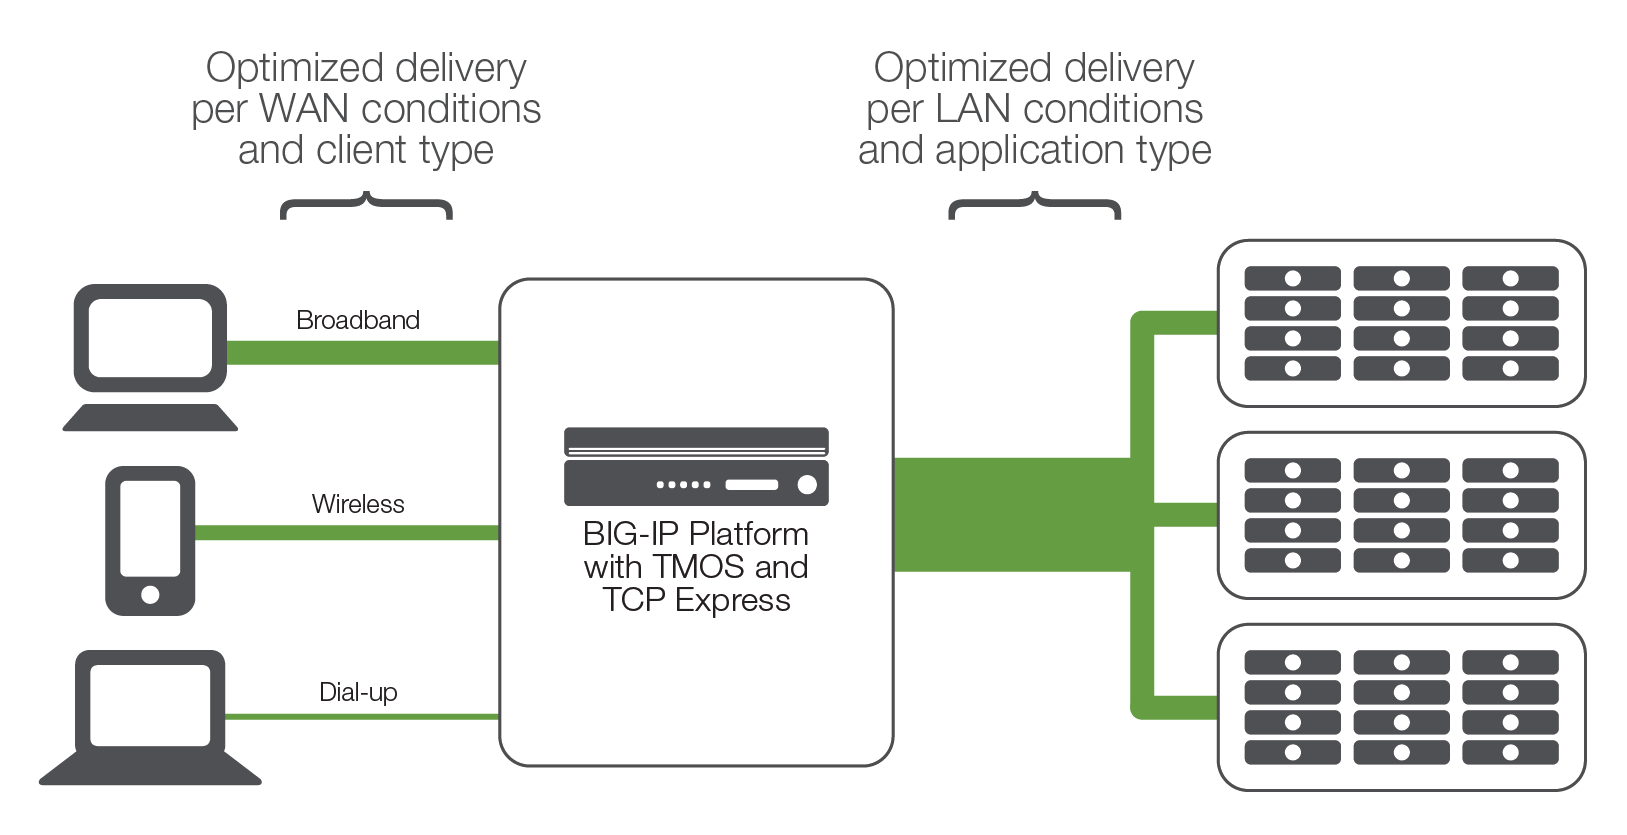 Optimized delivery
per WAN conditions
and client type
Optimized delivery
per LAN conditions
and application type
Broadband
Wireless
Dial-up
BIG-IP Platform
with TMOS and
TCP Express